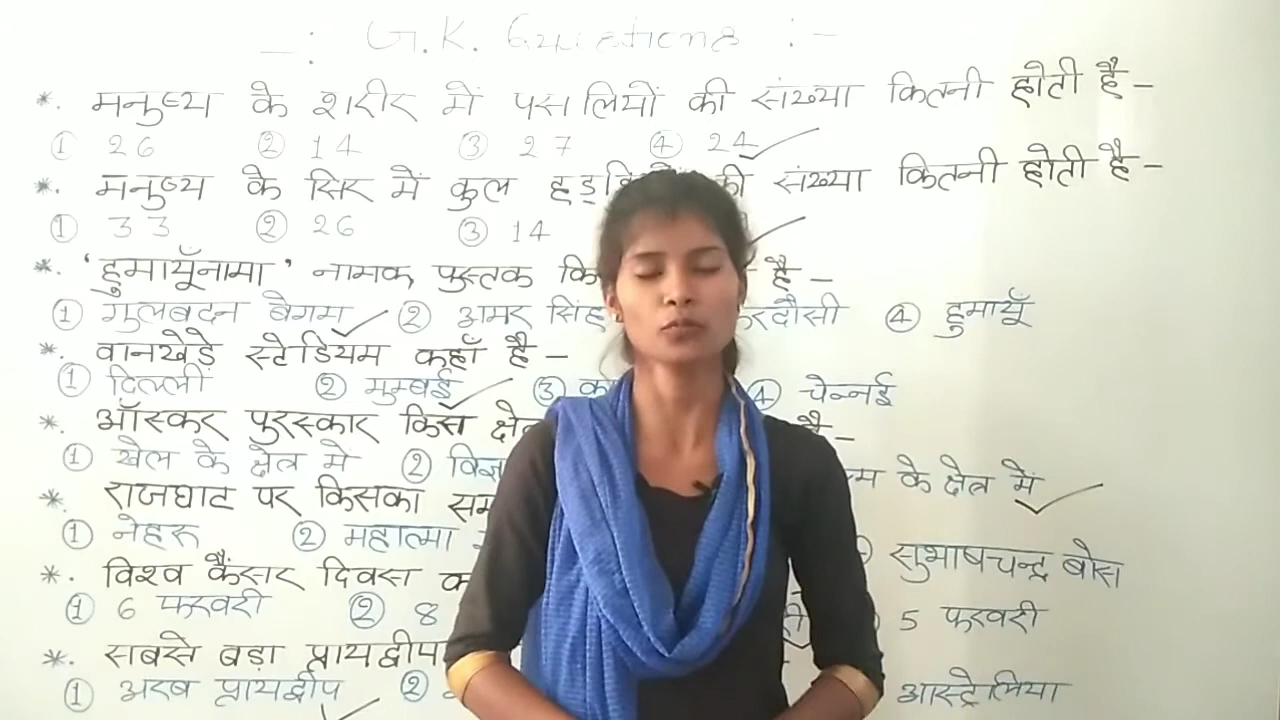 -: G.K. Questions :-
*. मनुष्य के शरीर में पसलियों की संख्या कितनी होती है-
① 26 ② 14 ③ 27 ④ 24
*. मनुष्य के सिर में कुल की संख्या कितनी होती है-
① 33 ② 26 ③ 14
*. 'हुमायूँनामा' नामक पुस्तक है-
① गुलबदन बेगम ② अमर सिंह ④ हुमायूँ
*. वानखेड़े स्टेडियम कहाँ है-
① दिल्ली ② मुम्बई ③ ④ चेन्नई
*. ऑस्कर पुरस्कार किस है-
① खेल के क्षेत्र मे ② के क्षेत्र में
* राजघाट पर किसका
① नेहरू ② महात्मा सुभाषचन्द्र बोस
*. विश्व कैंसर दिवस
① 6 फरवरी ② 8 5 फरवरी
*. सबसे बड़ा प्रायद्वीप
① अरब प्रायद्वीप ② आस्ट्रेलिया